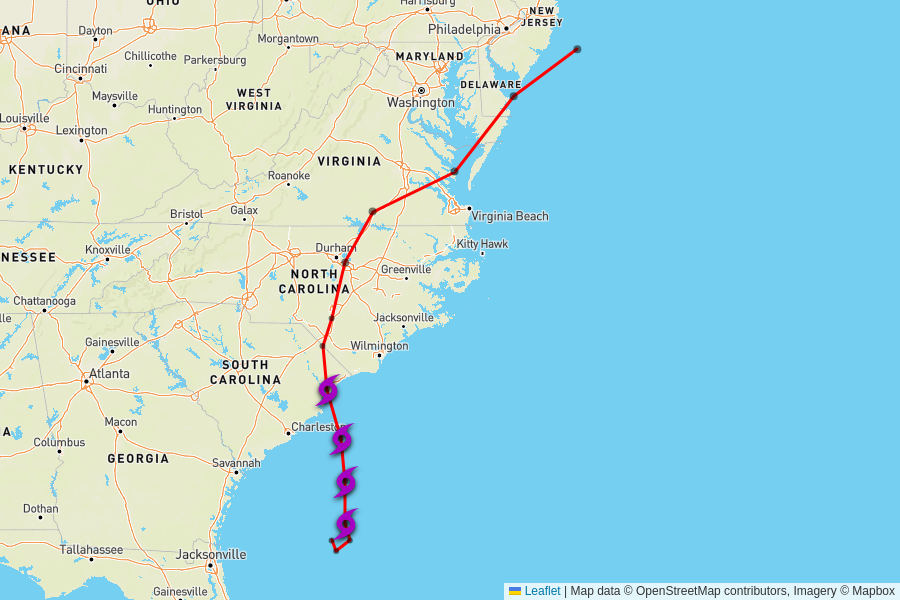 OHIO
Harrisburg
NEW
JERSEY
ANA
Dayton
Morgantown
Philadelphia
Chillicothe
Parkersburg
MARYLAND
Cincinnati
DELAWARE
Maysville
WEST
VIRGINIA
Washington
Huntington
Louisville
Lexington
VIRGINIA
KENTUCKY
Roanoke
Bristol
Galax
Virginia Beach
Kitty Hawk
Knoxville
Durham
NESSEE
NORTH
CAROLINA
Greenville
Chattanooga
lle
Jacksonville
Gainesville
Wilmington
SOUTH
CAROLINA
Atlanta
Macon
Charleston
A
Columbus
GEORGIA
Savannah
Dothan
Tallahassee
Jacksonville
Gainesville
Leaflet | Map data © OpenStreetMap contributors, Imagery © Mapbox